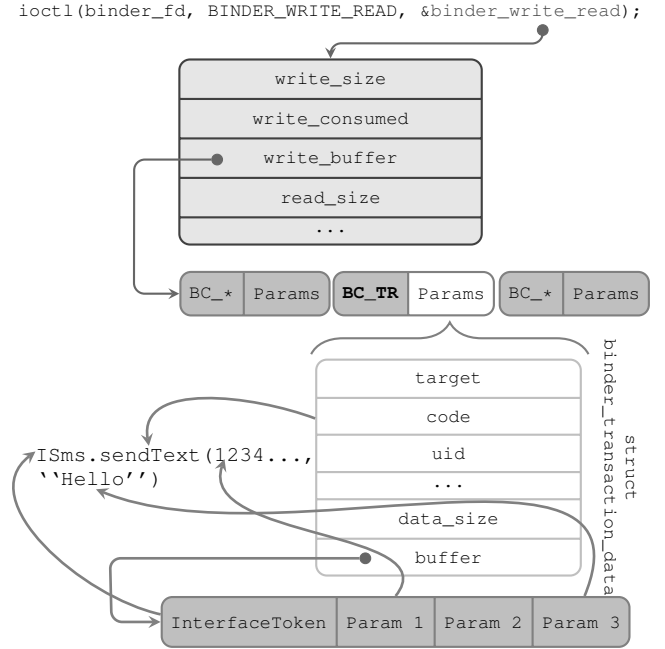 ioctl(binder_fd, BINDER_WRITE_READ, &binder_write_read);
write_size
write_consumed
write_buffer
read_size
...
BC_* Params BC_TR Params BC_* Params
target
code
uid
...
data_size
buffer
struct
binder_transaction_data
ISms.sendText(1234...,
‘‘Hello’’)
InterfaceToken Param 1 Param 2 Param 3